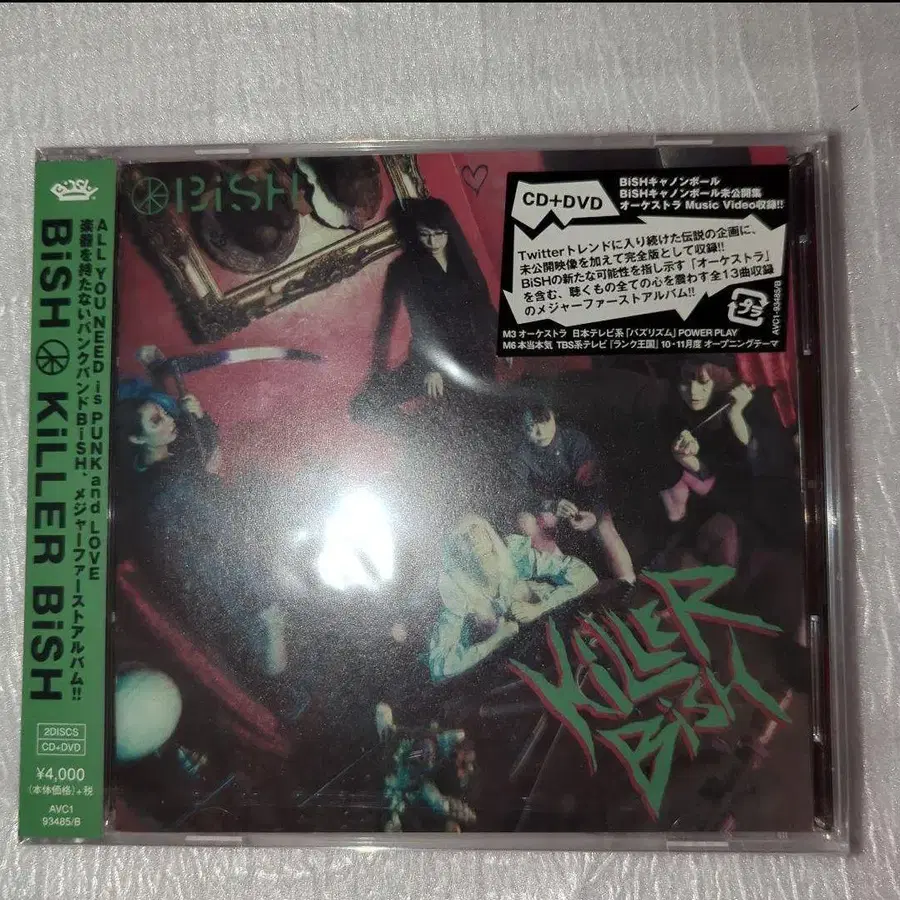 BiSH
BiSH KiLLER BiSH
ALL YOU NEED is PUNK and LOVE
楽器を持たないパンクバンドBiSH、メジャーファーストアルバム!!
2DISCS
CD+DVD
¥4,000
(本体価格)+税
AVC1
93485/B
BiSH
CD+DVD
BiSHキャノンボール
BiSHキャノンボール未公開集
オーケストラ Music Video収録!!
Twitterトレンドに入り続けた伝説の企画に、
未公開映像を加えて完全版として収録!!
BiSHの新たな可能性を指し示す「オーケストラ」
を含む、聴くもの全ての心を震わす全13曲収録
のメジャーファーストアルバム!!
プラ
AVC1-93485/B
M3 オーケストラ 日本テレビ系「バズリズム」POWER PLAY
M6 本当本気 TBS系テレビ「ランク王国」10・11月度 オープニングテーマ
KiLLER
BiSH